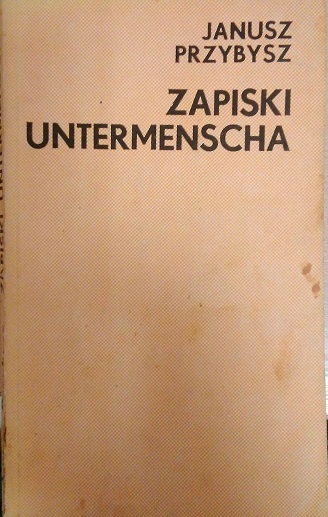 JANUSZ
PRZYBYSZ
ZAPISKI
UNTERMENSCHA